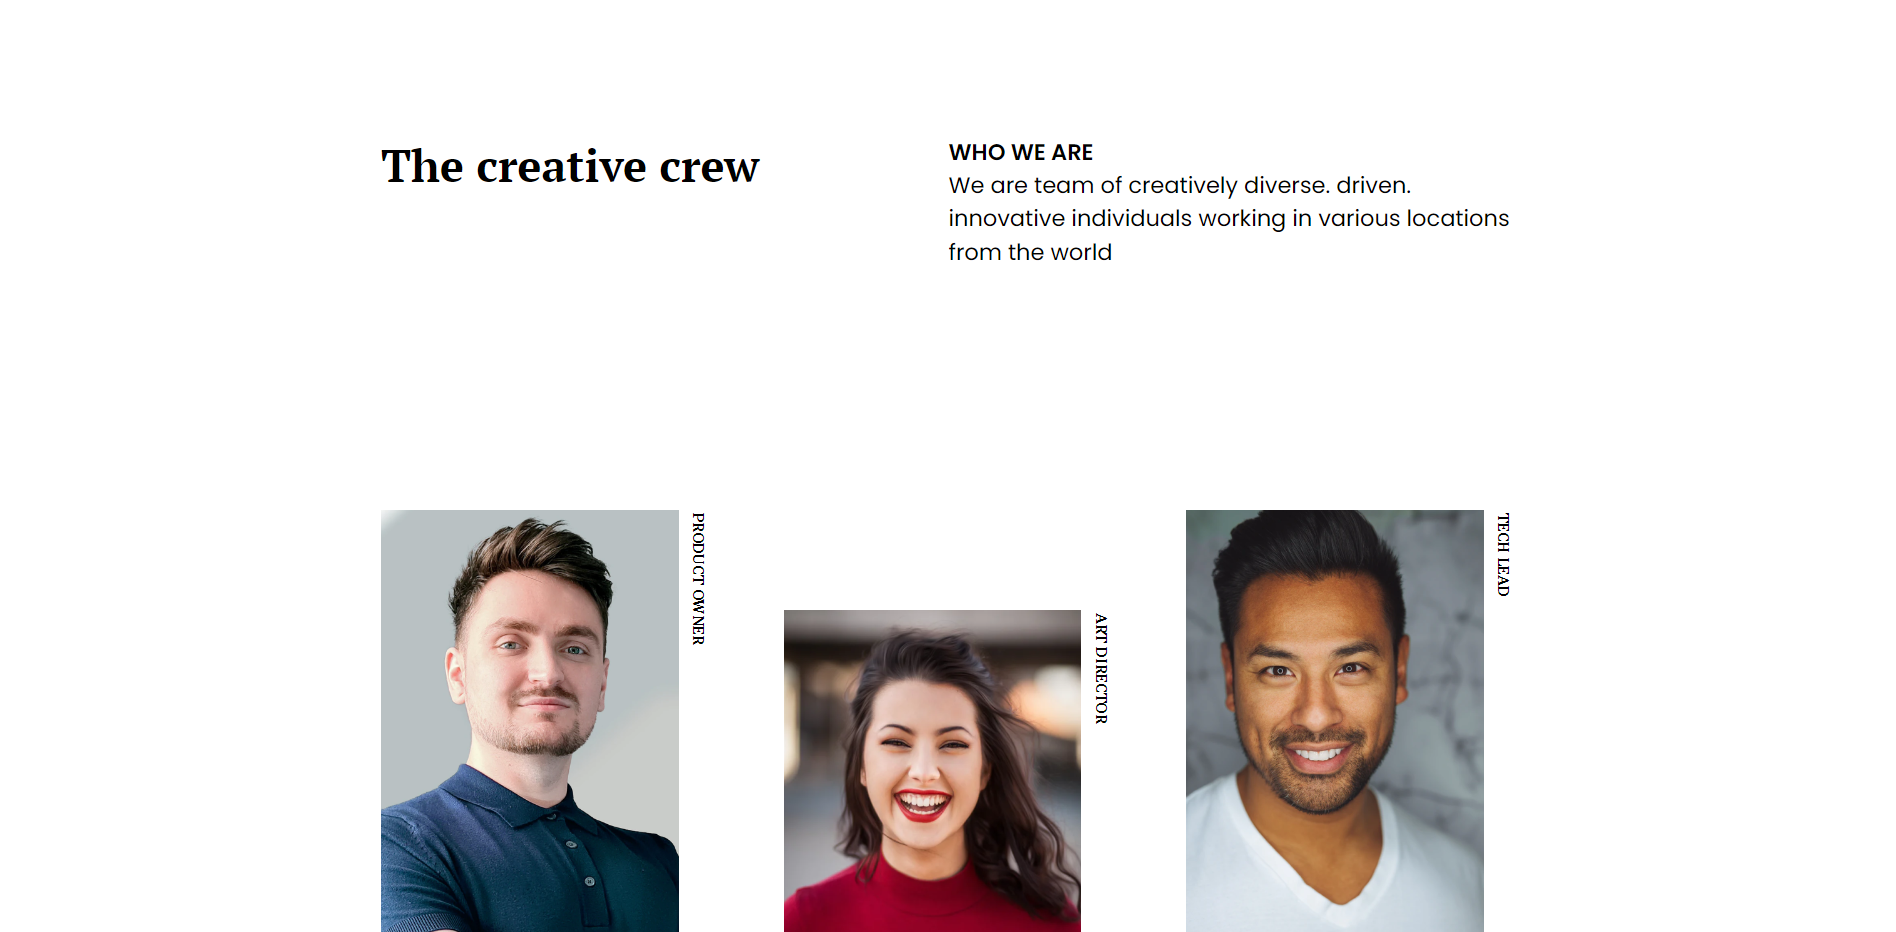 The creative crew
WHO WE ARE
We are team of creatively diverse. driven.
innovative individuals working in various locations
from the world
PRODUCT OWNER
ART DIRECTOR
TECH LEAD